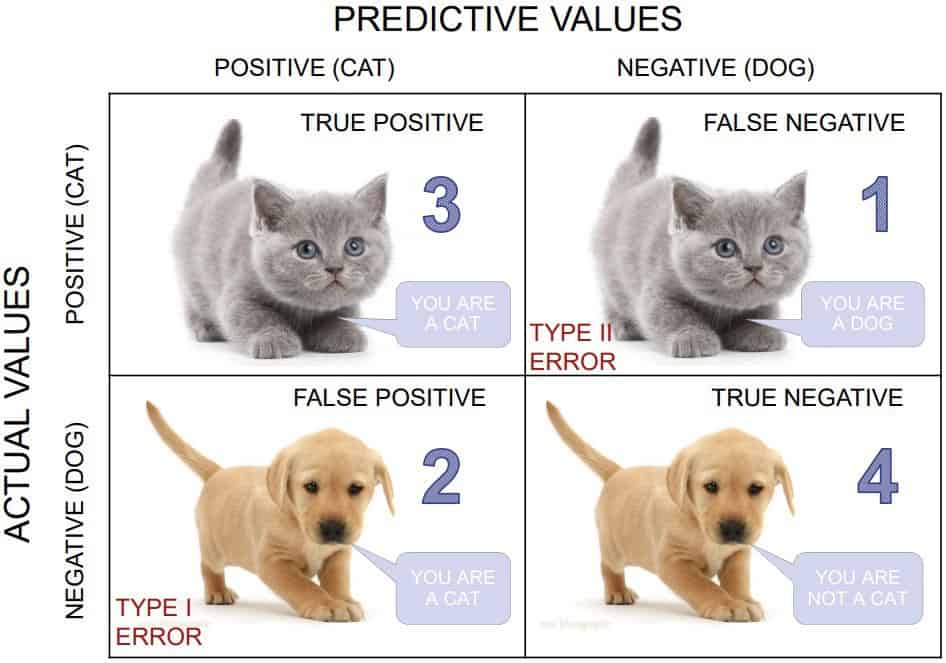 PREDICTIVE VALUES
POSITIVE (CAT)
NEGATIVE (DOG)
ACTUAL VALUES
POSITIVE (CAT)
TRUE POSITIVE
3
YOU ARE
A CAT
FALSE NEGATIVE
1
YOU ARE
A DOG
TYPE II
ERROR
NEGATIVE (DOG)
FALSE POSITIVE
2
YOU ARE
A CAT
TYPE I
ERROR
TRUE NEGATIVE
4
YOU ARE
NOT A CAT